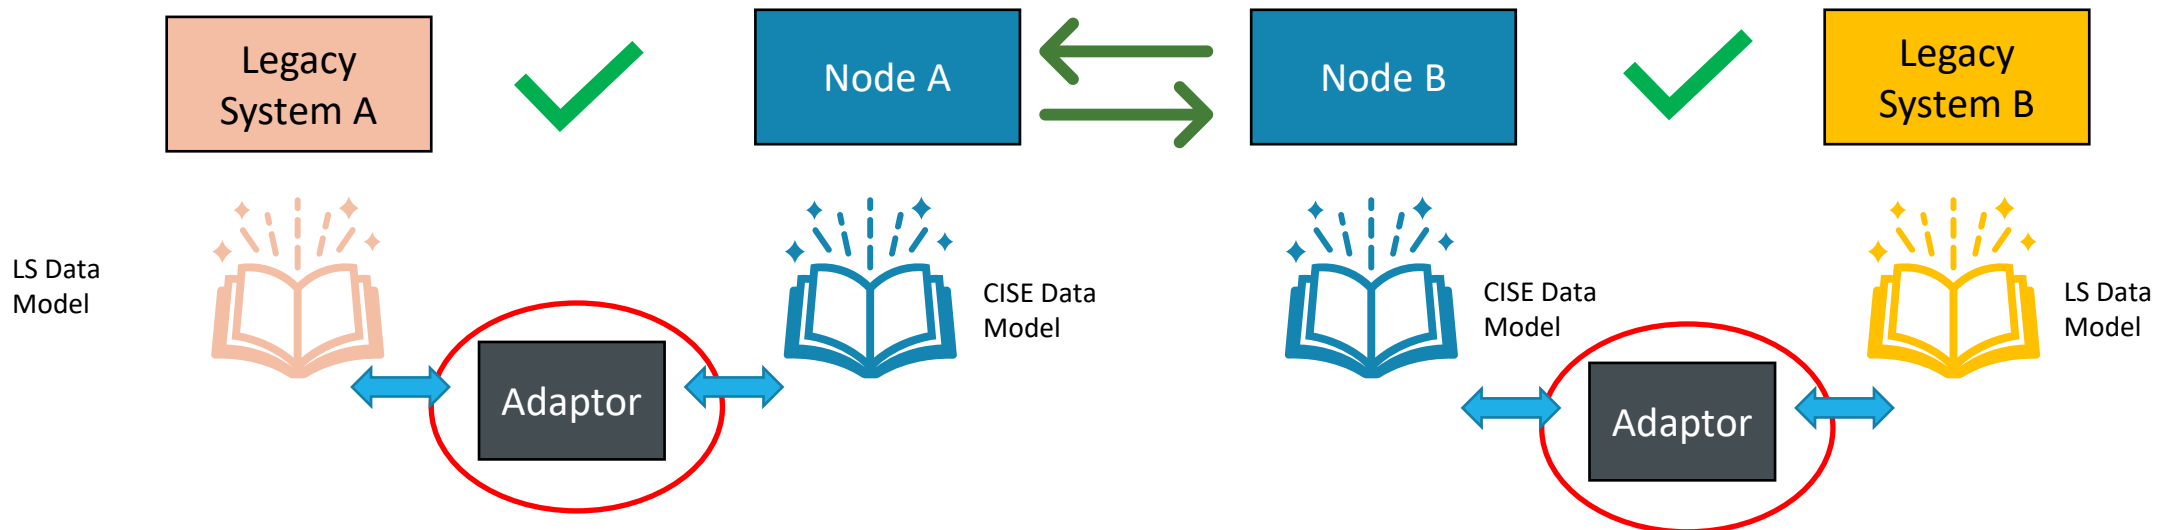 Legacy
System A
Node A
Node B
Legacy
System B
LS Data
Model
CISE Data
Model
CISE Data
Model
LS Data
Model
Adaptor
Adaptor